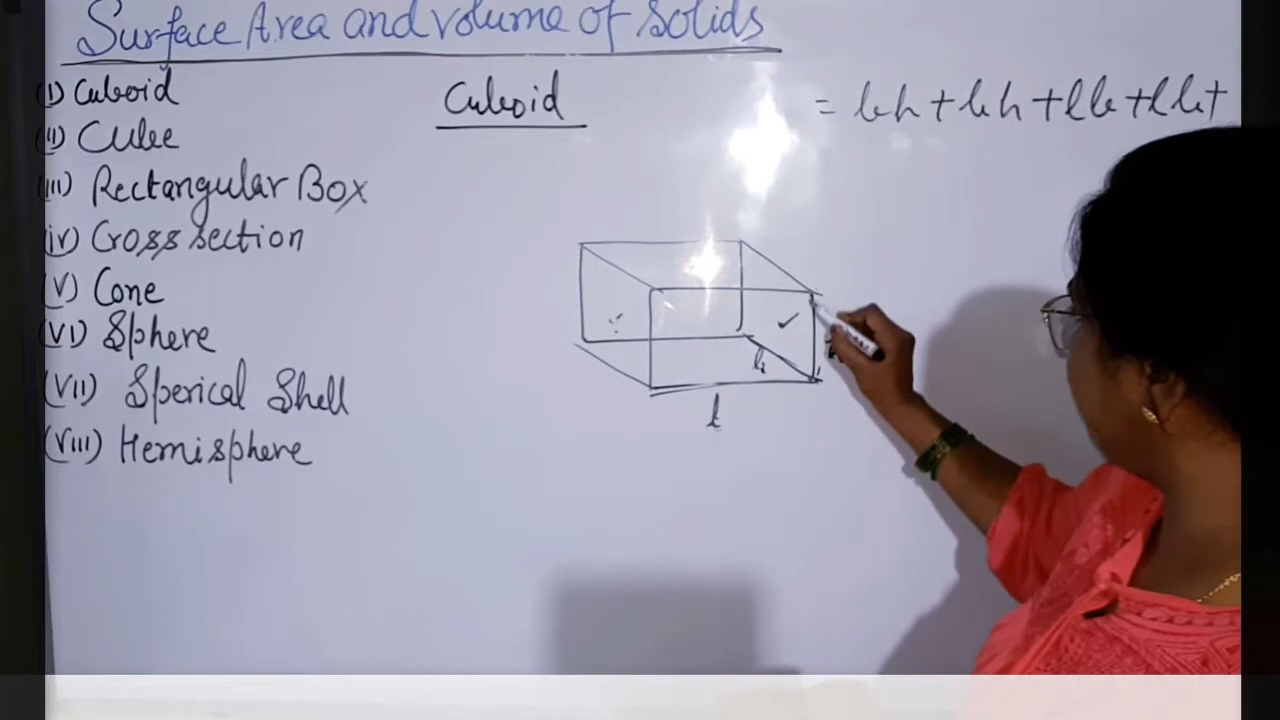 Surface Area and volume of solids
(I) Cuboid
(II) Cube
(III) Rectangular Box
(iv) Cross section
(V) Cone
(VI) Sphere
(VII) Sperical Shell
(VIII) Hemisphere
Cuboid
= bh + bh + lb + lb +
b
l